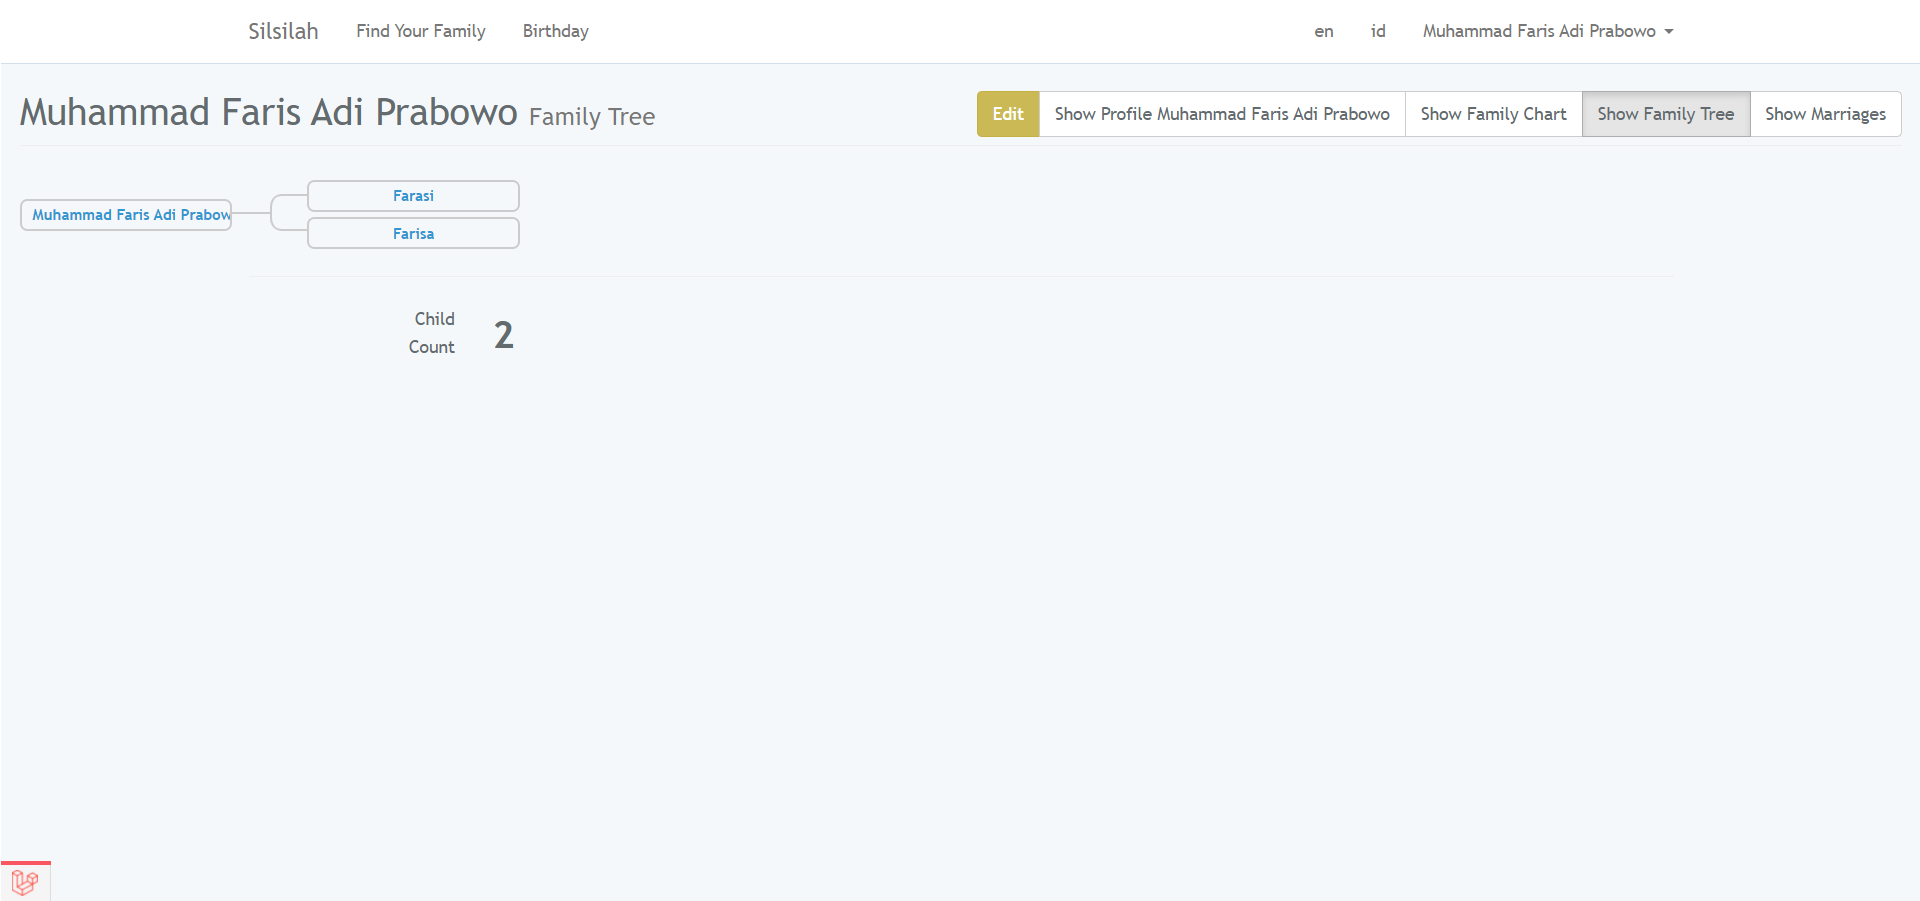 Silsilah Find Your Family Birthday en id Muhammad Faris Adi Prabowo
Muhammad Faris Adi Prabowo Family Tree
Edit Show Profile Muhammad Faris Adi Prabowo Show Family Chart Show Family Tree Show Marriages
Farasi
Muhammad Faris Adi Prabow
Farisa
Child
Count
2